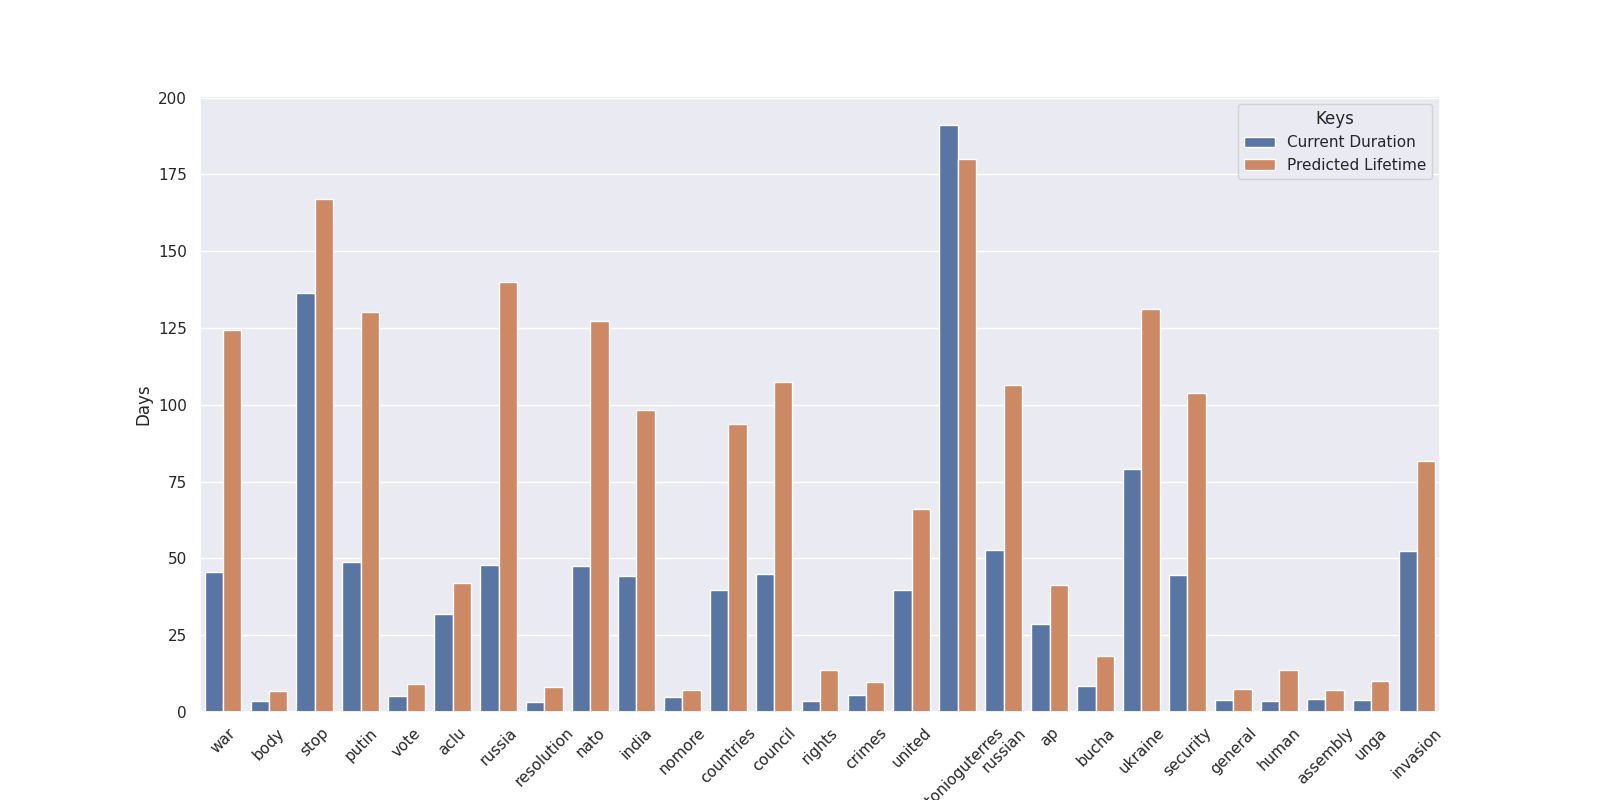 200
175
150
125
100
75
50
25
0
Days
Keys
Current Duration
Predicted Lifetime
war
body
stop
putin
vote
aclu
russia
resolution
nato
india
nomore
countries
council
rights
crimes
united
tonioguterres
russian
ap
bucha
ukraine
security
general
human
assembly
unga
invasion